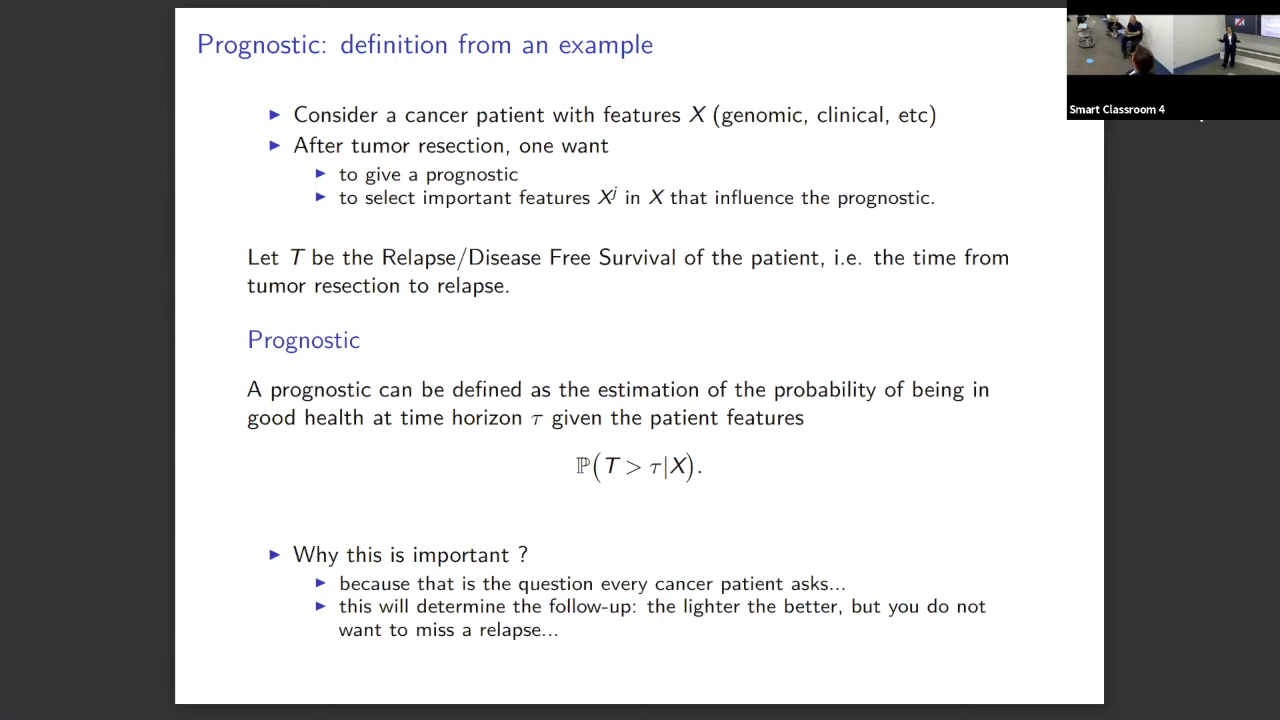 Prognostic: definition from an example
► Consider a cancer patient with features X (genomic, clinical, etc)
► After tumor resection, one want
► to give a prognostic
► to select important features Xʲ in X that influence the prognostic.
Let T be the Relapse/Disease Free Survival of the patient, i.e. the time from
tumor resection to relapse.
Prognostic
A prognostic can be defined as the estimation of the probability of being in
good health at time horizon τ given the patient features
ℙ(T > τ|X).
► Why this is important ?
► because that is the question every cancer patient asks...
► this will determine the follow-up: the lighter the better, but you do not
want to miss a relapse...
Smart Classroom 4